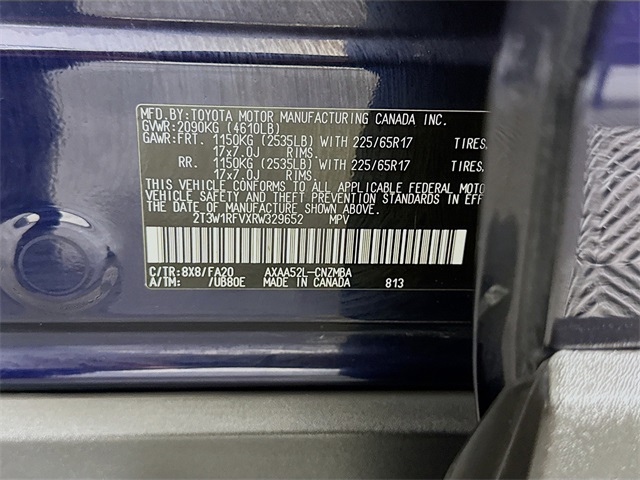 MFD.BY:TOYOTA MOTOR MANUFACTURING CANADA INC.
GVWR:2090KG (4610LB)
GAWR:FRT. 1150KG (2535LB) WITH 225/65R17 TIRES.
17x7.0J RIMS.
RR. 1150KG (2535LB) WITH 225/65R17 TIRES.
17x7.0J RIMS.
THIS VEHICLE CONFORMS TO ALL APPLICABLE FEDERAL MOTO
VEHICLE SAFETY AND THEFT PREVENTION STANDARDS IN EFF
THE DATE OF MANUFACTURE SHOWN ABOVE.
2T3W1RFVXRW329652 MPV
C/TR:8X8/FA20 AXAA52L-CNZMBA
A/TM: /UB80E MADE IN CANADA 813